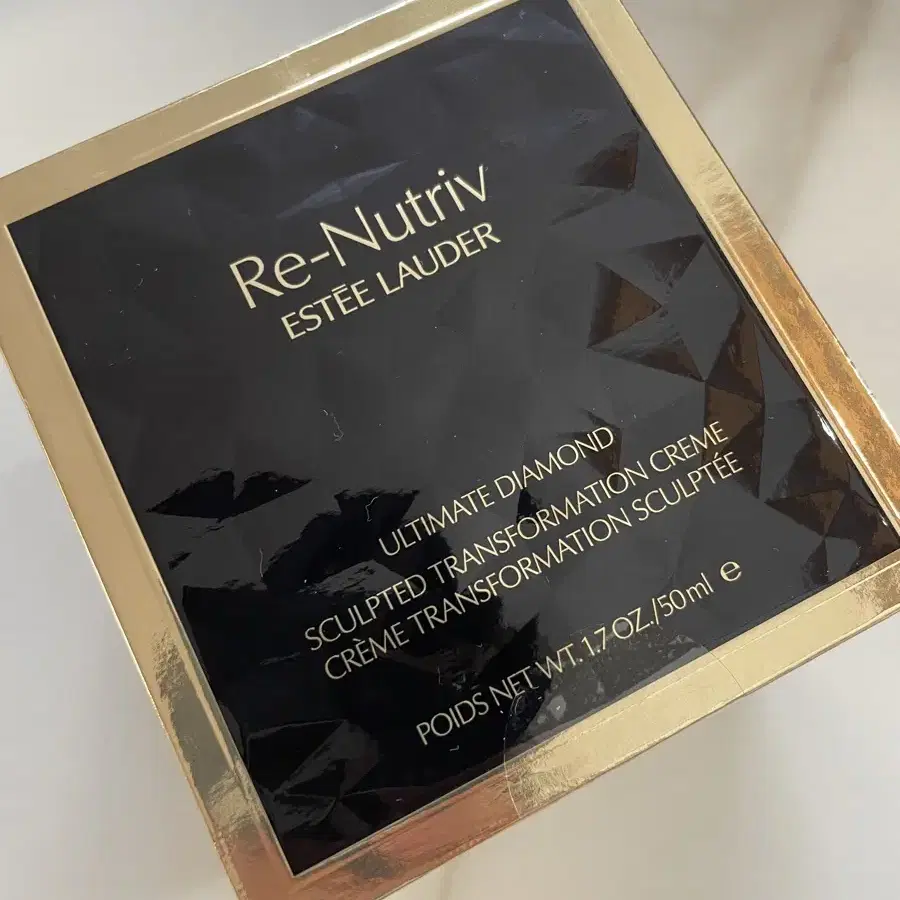 Re-Nutriv
ESTĒE LAUDER
ULTIMATE DIAMOND
SCULPTED TRANSFORMATION CREME
CRÈME TRANSFORMATION SCULPTÉE
POIDS NET WT. 1.7 OZ./50ml ℮